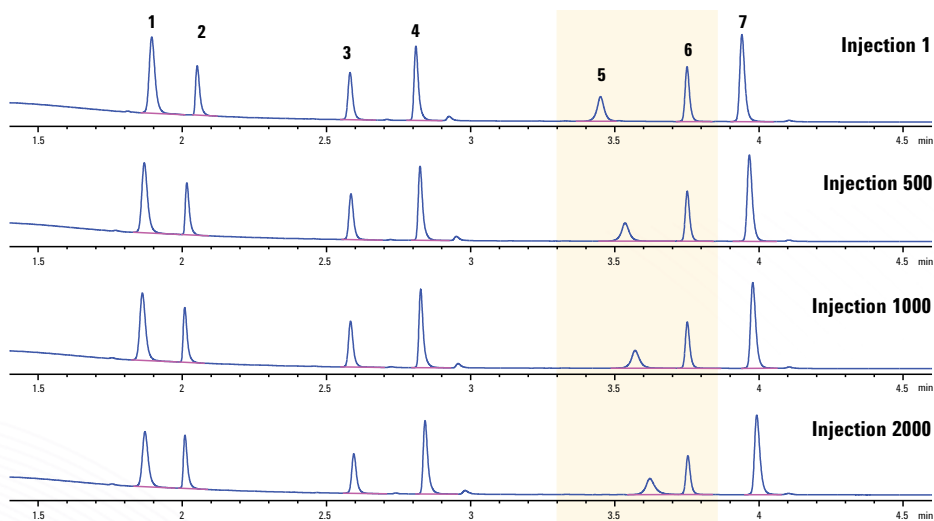 1 2 3 4 5 6 7
Injection 1
1.5 2 2.5 3 3.5 4 4.5 min
Injection 500
1.5 2 2.5 3 3.5 4 4.5 min
Injection 1000
1.5 2 2.5 3 3.5 4 4.5 min
Injection 2000
1.5 2 2.5 3 3.5 4 4.5 min